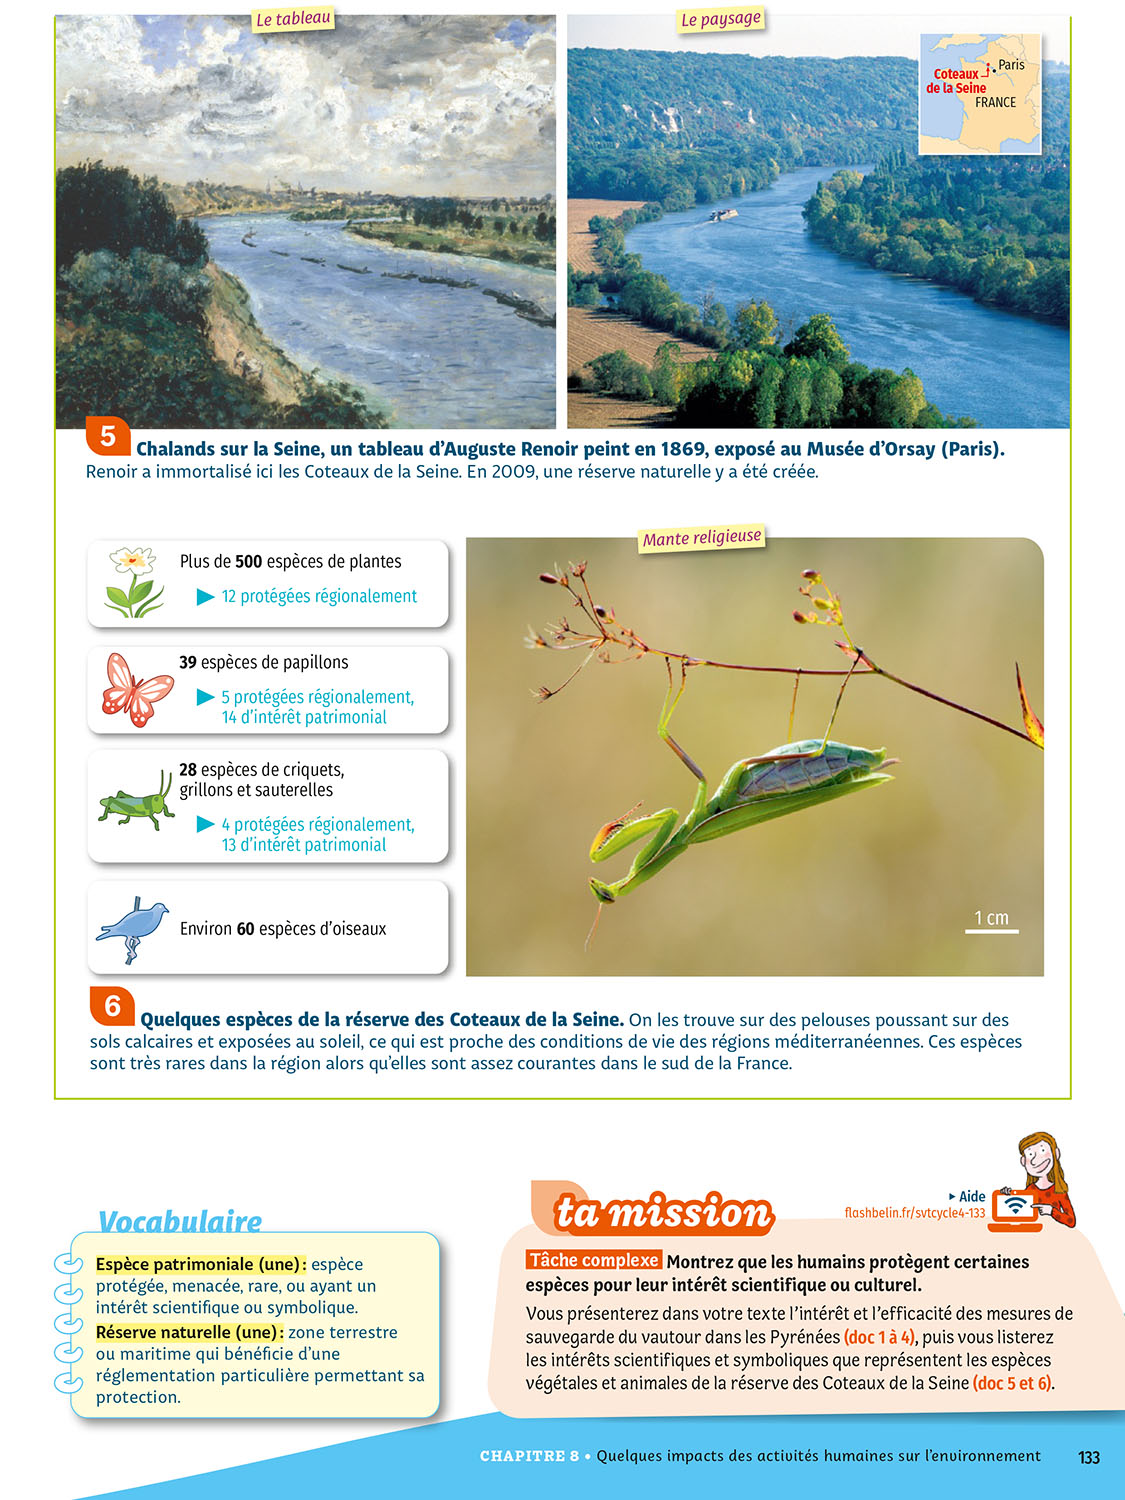 Le tableau
Le paysage
Paris
Coteaux
de la Seine
FRANCE
5 Chalands sur la Seine, un tableau d'Auguste Renoir peint en 1869, exposé au Musée d'Orsay (Paris).
Renoir a immortalisé ici les Coteaux de la Seine. En 2009, une réserve naturelle y a été créée.
Plus de 500 espèces de plantes
▶ 12 protégées régionalement
39 espèces de papillons
▶ 5 protégées régionalement,
14 d'intérêt patrimonial
28 espèces de criquets,
grillons et sauterelles
▶ 4 protégées régionalement,
13 d'intérêt patrimonial
Environ 60 espèces d'oiseaux
Mante religieuse
1 cm
6 Quelques espèces de la réserve des Coteaux de la Seine. On les trouve sur des pelouses poussant sur des
sols calcaires et exposées au soleil, ce qui est proche des conditions de vie des régions méditerranéennes. Ces espèces
sont très rares dans la région alors qu'elles sont assez courantes dans le sud de la France.
Vocabulaire
Espèce patrimoniale (une) : espèce
protégée, menacée, rare, ou ayant un
intérêt scientifique ou symbolique.
Réserve naturelle (une) : zone terrestre
ou maritime qui bénéficie d'une
réglementation particulière permettant sa
protection.
ta mission
▶ Aide
flashbelin.fr/svtcycle4-133
Tâche complexe Montrez que les humains protègent certaines
espèces pour leur intérêt scientifique ou culturel.
Vous présenterez dans votre texte l'intérêt et l'efficacité des mesures de
sauvegarde du vautour dans les Pyrénées (doc 1 à 4), puis vous listerez
les intérêts scientifiques et symboliques que représentent les espèces
végétales et animales de la réserve des Coteaux de la Seine (doc 5 et 6).
CHAPITRE 8 • Quelques impacts des activités humaines sur l'environnement 133